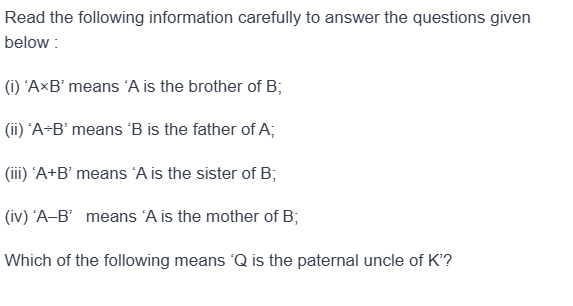 Read the following information carefully to answer the questions given
below :
(i) ‘A×B’ means ‘A is the brother of B;
(ii) ‘A÷B’ means ‘B is the father of A;
(iii) ‘A+B’ means ‘A is the sister of B;
(iv) ‘A–B’ means ‘A is the mother of B;
Which of the following means ‘Q is the paternal uncle of K’?